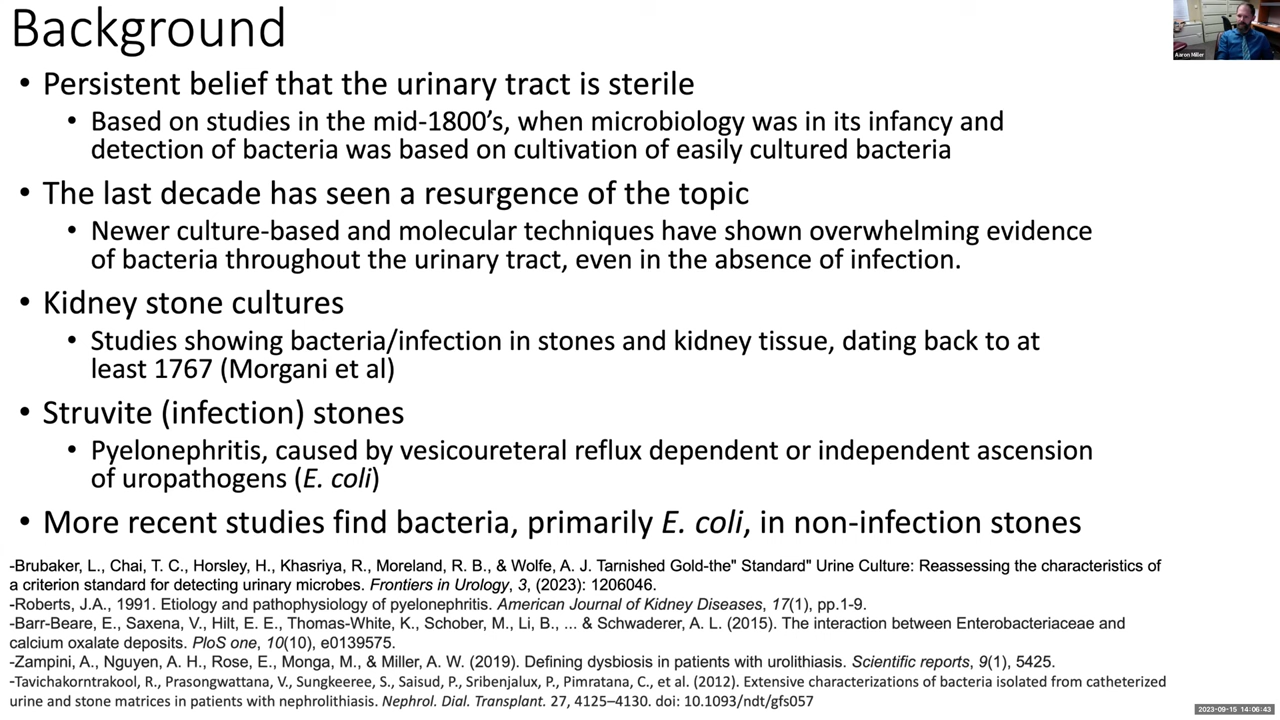 Background
Aaron Miller
• Persistent belief that the urinary tract is sterile
• Based on studies in the mid-1800's, when microbiology was in its infancy and
detection of bacteria was based on cultivation of easily cultured bacteria
• The last decade has seen a resurgence of the topic
• Newer culture-based and molecular techniques have shown overwhelming evidence
of bacteria throughout the urinary tract, even in the absence of infection.
• Kidney stone cultures
• Studies showing bacteria/infection in stones and kidney tissue, dating back to at
least 1767 (Morgani et al)
• Struvite (infection) stones
• Pyelonephritis, caused by vesicoureteral reflux dependent or independent ascension
of uropathogens (E. coli)
• More recent studies find bacteria, primarily E. coli, in non-infection stones
-Brubaker, L., Chai, T. C., Horsley, H., Khasriya, R., Moreland, R. B., & Wolfe, A. J. Tarnished Gold-the" Standard" Urine Culture: Reassessing the characteristics of
a criterion standard for detecting urinary microbes. Frontiers in Urology, 3, (2023): 1206046.
-Roberts, J.A., 1991. Etiology and pathophysiology of pyelonephritis. American Journal of Kidney Diseases, 17(1), pp.1-9.
-Barr-Beare, E., Saxena, V., Hilt, E. E., Thomas-White, K., Schober, M., Li, B., ... & Schwaderer, A. L. (2015). The interaction between Enterobacteriaceae and
calcium oxalate deposits. PloS one, 10(10), e0139575.
-Zampini, A., Nguyen, A. H., Rose, E., Monga, M., & Miller, A. W. (2019). Defining dysbiosis in patients with urolithiasis. Scientific reports, 9(1), 5425.
-Tavichakorntrakool, R., Prasongwattana, V., Sungkeeree, S., Saisud, P., Sribenjalux, P., Pimratana, C., et al. (2012). Extensive characterizations of bacteria isolated from catheterized
urine and stone matrices in patients with nephrolithiasis. Nephrol. Dial. Transplant. 27, 4125–4130. doi: 10.1093/ndt/gfs057
2023-09-15 14:06:43